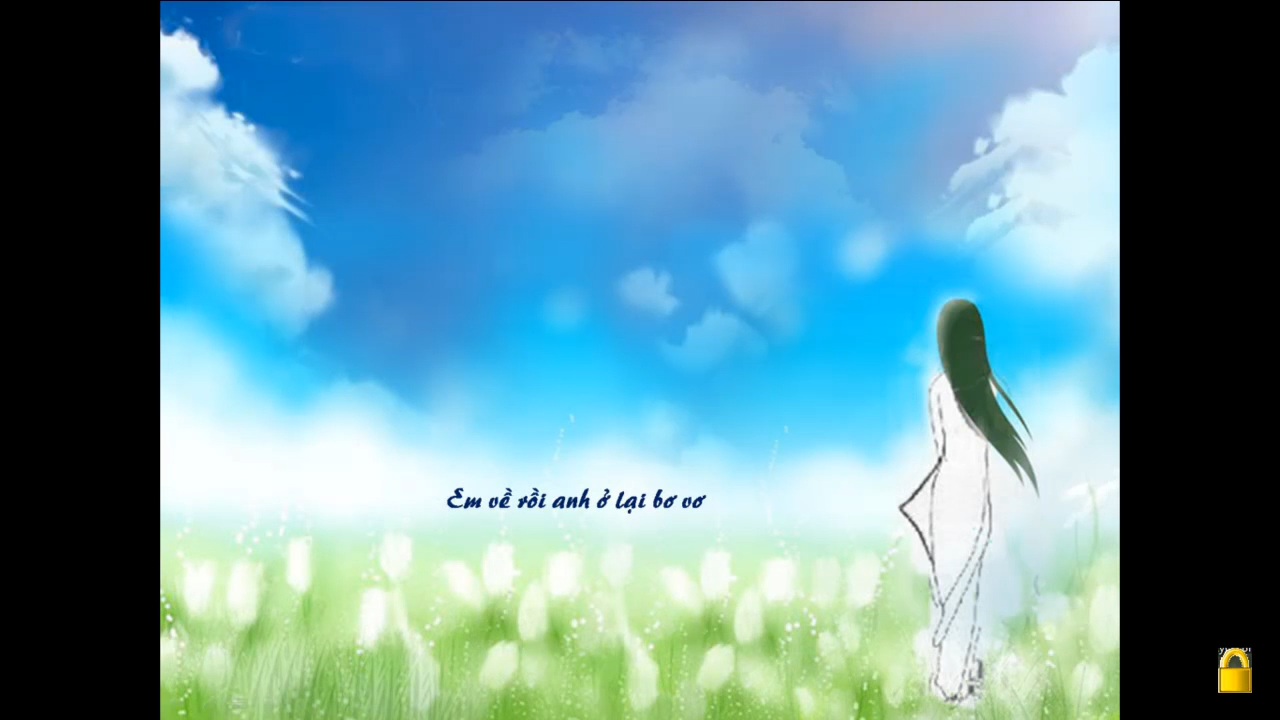 Em về rồi anh ở lại bơ vơ